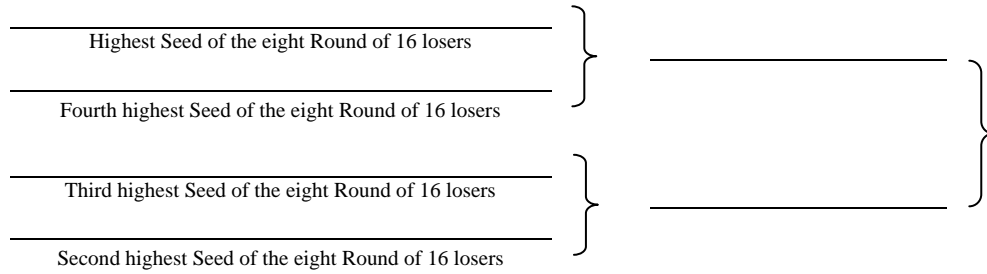 Highest Seed of the eight Round of 16 losers
Fourth highest Seed of the eight Round of 16 losers
Third highest Seed of the eight Round of 16 losers
Second highest Seed of the eight Round of 16 losers